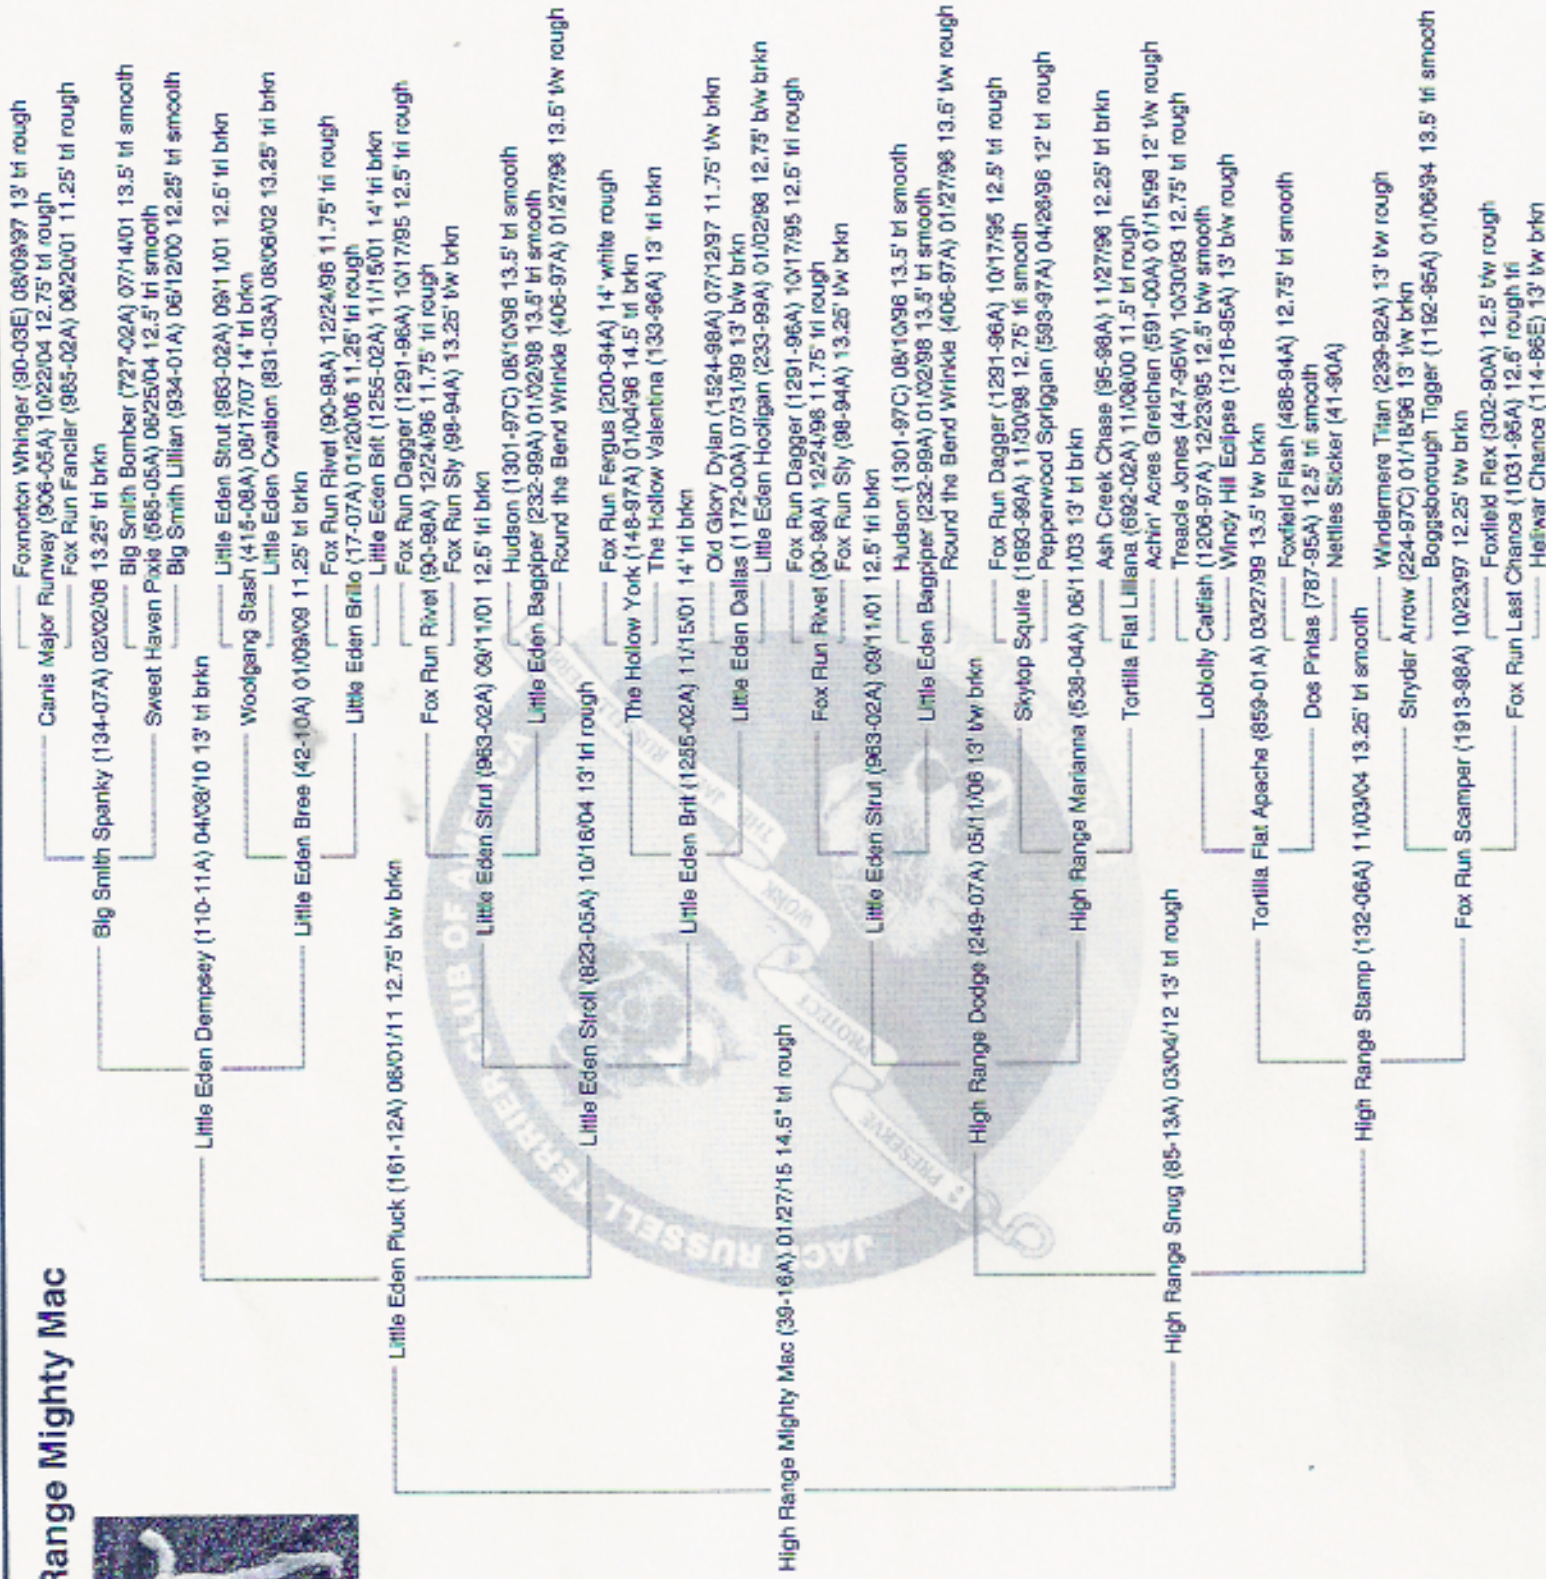 Range Mighty Mac
Foxnorton Whinger (90-03E) 08/09/97 13' tri rough
Canis Major Runway (906-05A) 10/22/04 12.75' tri rough
Fox Run Fancier (985-02A) 06/20/01 11.25' tri rough
Big Smith Spanky (134-07A) 02/02/06 13.25' tri brkn
Big Smith Bomber (727-02A) 07/14/01 13.5' tri smooth
Sweet Haven Pixie (585-05A) 06/25/04 12.5' tri smooth
Big Smith Lillian (934-01A) 06/12/00 12.25' tri smooth
Little Eden Dempsey (110-11A) 04/08/10 13' tri brkn
Little Eden Strut (963-02A) 09/11/01 12.5' tri brkn
Woolgang Stash (415-08A) 08/17/07 14' tri brkn
Little Eden Ovation (831-03A) 08/06/02 13.25' tri brkn
Little Eden Bree (42-10A) 01/09/09 11.25' tri brkn
Fox Run Rivet (90-98A) 12/24/96 11.75' tri rough
Little Eden Brillo (17-07A) 01/20/06 11.25' tri rough
Little Eden Brit (1255-02A) 11/15/01 14' tri brkn
Little Eden Pluck (161-12A) 08/01/11 12.75' b/w brkn
Fox Run Dagger (1291-96A) 10/17/85 12.5' tri rough
Fox Run Rivet (90-98A) 12/24/96 11.75' tri rough
Fox Run Sly (98-94A) 13.25' t/w brkn
Little Eden Strut (963-02A) 09/11/01 12.5' tri brkn
Hudson (1301-97C) 08/10/96 13.5' tri smooth
Little Eden Bagpiper (232-99A) 01/02/98 13.5' tri smooth
Round the Bend Wrinkle (406-97A) 01/27/96 13.5' t/w rough
Little Eden Stroll (823-05A) 10/16/04 13' tri rough
Fox Run Fergus (200-94A) 14' white rough
The Hollow York (148-97A) 01/04/96 14.5' tri brkn
The Hollow Valentina (133-96A) 13' tri brkn
Little Eden Brit (1255-02A) 11/15/01 14' tri brkn
Old Glory Dylan (1524-98A) 07/12/97 11.75' t/w brkn
Little Eden Dallas (1172-00A) 07/31/99 13' b/w brkn
Little Eden Hooligan (233-99A) 01/02/98 12.75' b/w brkn
High Range Mighty Mac (39-16A) 01/27/15 14.5" tri rough
Fox Run Dagger (1291-96A) 10/17/95 12.5' tri rough
Fox Run Rivet (90-98A) 12/24/96 11.75' tri rough
Fox Run Sly (98-94A) 13.25' t/w brkn
Little Eden Strut (963-02A) 09/11/01 12.5' tri brkn
Hudson (1301-97C) 08/10/96 13.5' tri smooth
Little Eden Bagpiper (232-99A) 01/02/98 13.5' tri smooth
Round the Bend Wrinkle (406-97A) 01/27/96 13.5' t/w rough
High Range Dodge (249-07A) 05/11/06 13' t/w brkn
Fox Run Dagger (1291-96A) 10/17/95 12.5' tri rough
Skytop Squire (1693-99A) 11/30/98 12.75' tri smooth
Pepperwood Spriggan (593-97A) 04/26/96 12' tri rough
High Range Marianna (538-04A) 06/11/03 13' tri brkn
Ash Creek Chase (95-98A) 11/27/96 12.25' tri brkn
Tortilla Flat Lilliana (692-02A) 11/08/00 11.5' tri rough
Achin' Acres Gretchen (591-00A) 01/15/98 12' t/w rough
High Range Snug (85-13A) 03/04/12 13' tri rough
Treacle Jones (447-95W) 10/30/93 12.75' tri rough
Loblolly Catfish (1206-97A) 12/23/95 12.5' b/w smooth
Windy Hill Eclipse (1216-95A) 13' b/w rough
Tortilla Flat Apache (859-01A) 03/27/99 13.5' t/w brkn
Foxfield Flash (488-94A) 12.75' tri smooth
Dos Pintas (787-95A) 12.5' tri smooth
Nettles Sticker (41-90A)
High Range Stamp (132-06A) 11/03/04 13.25' tri smooth
Windermere Titan (239-92A) 13' t/w rough
Stryder Arrow (224-97C) 01/18/96 13' t/w brkn
Boggsborough Tigger (1192-95A) 01/06/94 13.5' tri smooth
Fox Run Scamper (1913-98A) 10/23/97 12.25' t/w brkn
Foxfield Flex (302-90A) 12.5' t/w rough
Fox Run Last Chance (1031-95A) 12.5' rough tri
Heliwar Chance (114-86E) 13' t/w brkn
JACK RUSSELL TERRIER CLUB OF AMERICA
PRESERVE PROTECT WORK THE JACK RUSSELL TERRIER